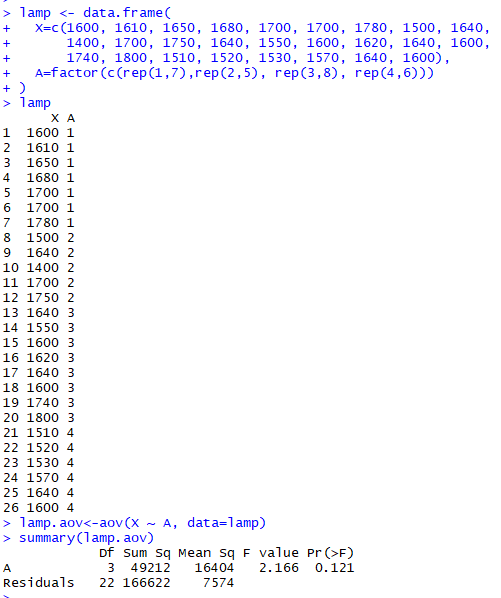 > lamp <- data.frame(
+   X=c(1600, 1610, 1650, 1680, 1700, 1700, 1780, 1500, 1640,
+       1400, 1700, 1750, 1640, 1550, 1600, 1620, 1640, 1600,
+       1740, 1800, 1510, 1520, 1530, 1570, 1640, 1600),
+   A=factor(c(rep(1,7),rep(2,5), rep(3,8), rep(4,6)))
+ )
> lamp
      X A
1  1600 1
2  1610 1
3  1650 1
4  1680 1
5  1700 1
6  1700 1
7  1780 1
8  1500 2
9  1640 2
10 1400 2
11 1700 2
12 1750 2
13 1640 3
14 1550 3
15 1600 3
16 1620 3
17 1640 3
18 1600 3
19 1740 3
20 1800 3
21 1510 4
22 1520 4
23 1530 4
24 1570 4
25 1640 4
26 1600 4
> lamp.aov<-aov(X ~ A, data=lamp)
> summary(lamp.aov)
            Df Sum Sq Mean Sq F value Pr(>F)
A            3  49212   16404   2.166  0.121
Residuals   22 166622    7574
>